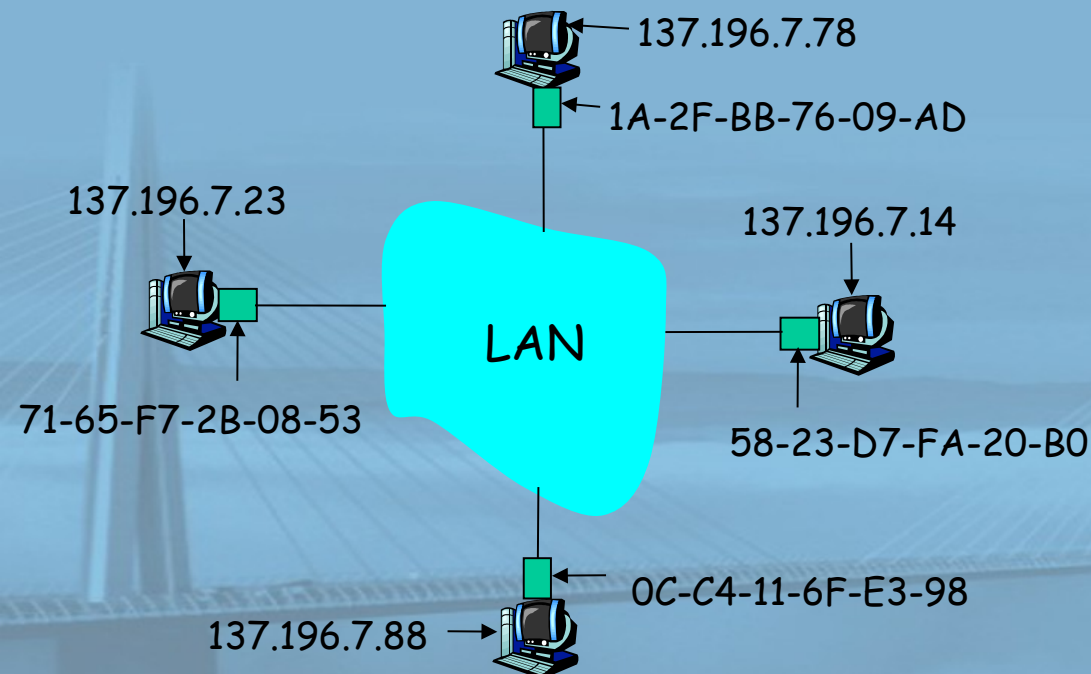 137.196.7.78
1A-2F-BB-76-09-AD
137.196.7.23
137.196.7.14
LAN
71-65-F7-2B-08-53
58-23-D7-FA-20-B0
0C-C4-11-6F-E3-98
137.196.7.88